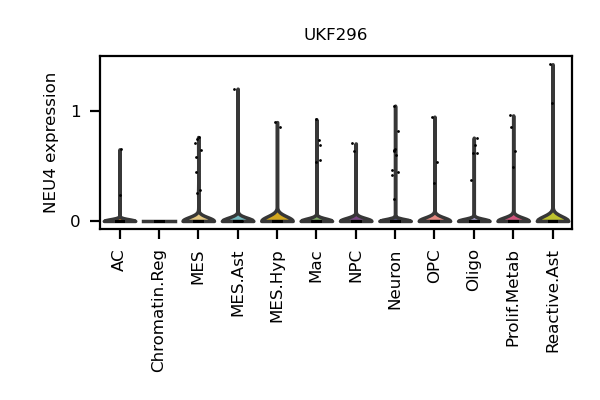 UKF296
NEU4 expression
1
0
AC
Chromatin.Reg
MES
MES.Ast
MES.Hyp
Mac
NPC
Neuron
OPC
Oligo
Prolif.Metab
Reactive.Ast